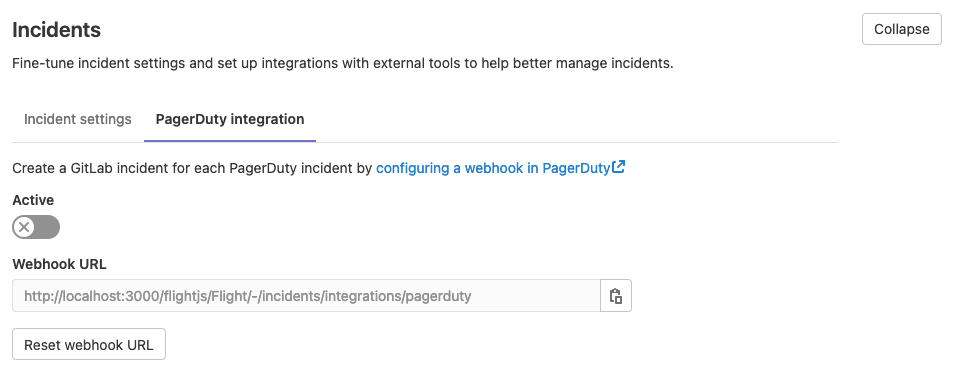 Incidents
Collapse
Fine-tune incident settings and set up integrations with external tools to help better manage incidents.
Incident settings
PagerDuty integration
Create a GitLab incident for each PagerDuty incident by configuring a webhook in PagerDuty
Active
Webhook URL
http://localhost:3000/flightjs/Flight/-/incidents/integrations/pagerduty
Reset webhook URL